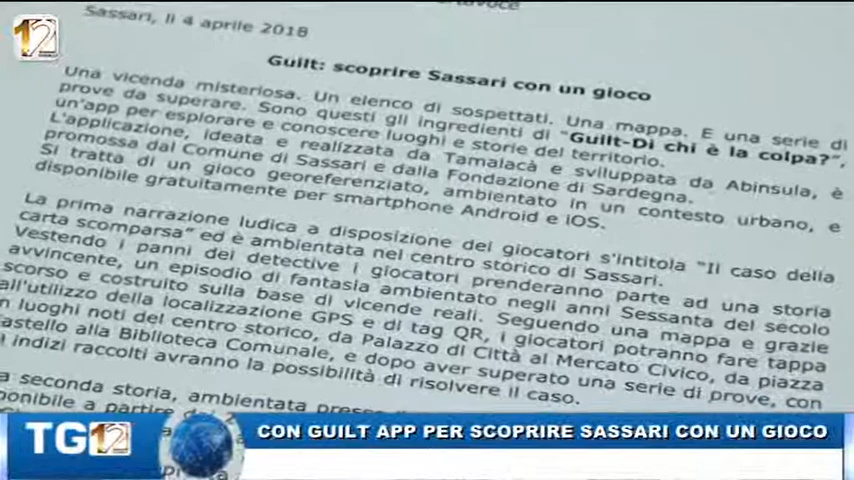 12
Sassari, li 4 aprile 2018
Guilt: scoprire Sassari con un gioco
Una vicenda misteriosa. Un elenco di sospettati. Una mappa. E una serie di
prove da superare. Sono questi gli ingredienti di "Guilt-Di chi è la colpa?",
un'app per esplorare e conoscere luoghi e storie del territorio.
L'applicazione, ideata e realizzata da Tamalacà e sviluppata da Abinsula, è
promossa dal Comune di Sassari e dalla Fondazione di Sardegna.
Si tratta di un gioco georeferenziato, ambientato in un contesto urbano, e
disponibile gratuitamente per smartphone Android e iOS.
La prima narrazione ludica a disposizione dei giocatori s'intitola "Il caso della
carta scomparsa" ed è ambientata nel centro storico di Sassari.
Vestendo i panni dei detective i giocatori prenderanno parte ad una storia
avvincente, un episodio di fantasia ambientato negli anni Sessanta del secolo
scorso e costruito sulla base di vicende reali. Seguendo una mappa e grazie
all'utilizzo della localizzazione GPS e di tag QR, i giocatori potranno fare tappa
n luoghi noti del centro storico, da Palazzo di Città al Mercato Civico, da piazza
astello alla Biblioteca Comunale, e dopo aver superato una serie di prove, con
i indizi raccolti avranno la possibilità di risolvere il caso.
a seconda storia, ambientata
ponibile a partire
TG12
CON GUILT APP PER SCOPRIRE SASSARI CON UN GIOCO